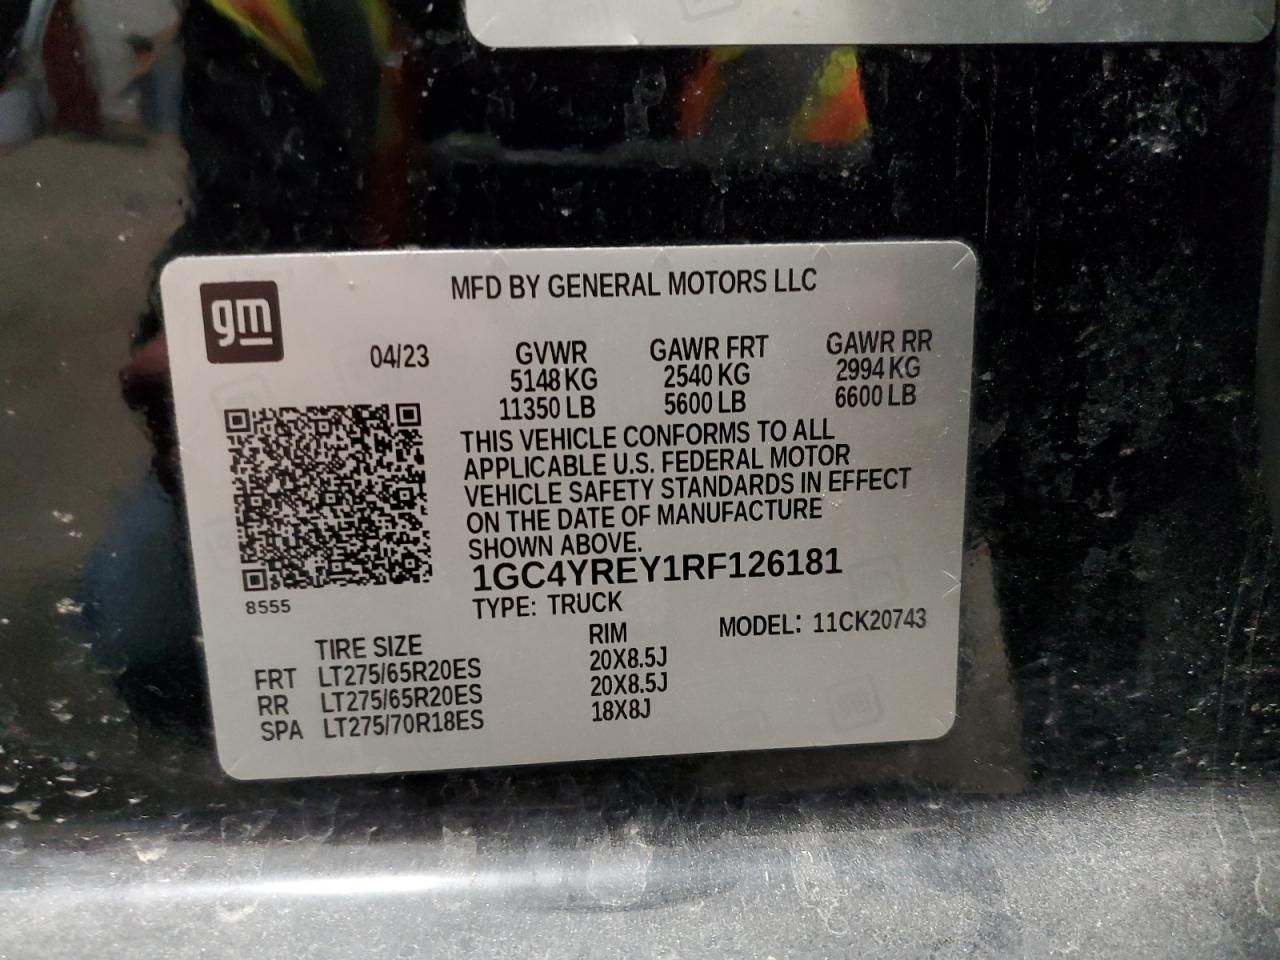 gm
MFD BY GENERAL MOTORS LLC
04/23 GVWR GAWR FRT GAWR RR
5148 KG 2540 KG 2994 KG
11350 LB 5600 LB 6600 LB
THIS VEHICLE CONFORMS TO ALL
APPLICABLE U.S. FEDERAL MOTOR
VEHICLE SAFETY STANDARDS IN EFFECT
ON THE DATE OF MANUFACTURE
SHOWN ABOVE.
1GC4YREY1RF126181
8555
TYPE: TRUCK
MODEL: 11CK20743
TIRE SIZE RIM
FRT LT275/65R20ES 20X8.5J
RR LT275/65R20ES 20X8.5J
SPA LT275/70R18ES 18X8J